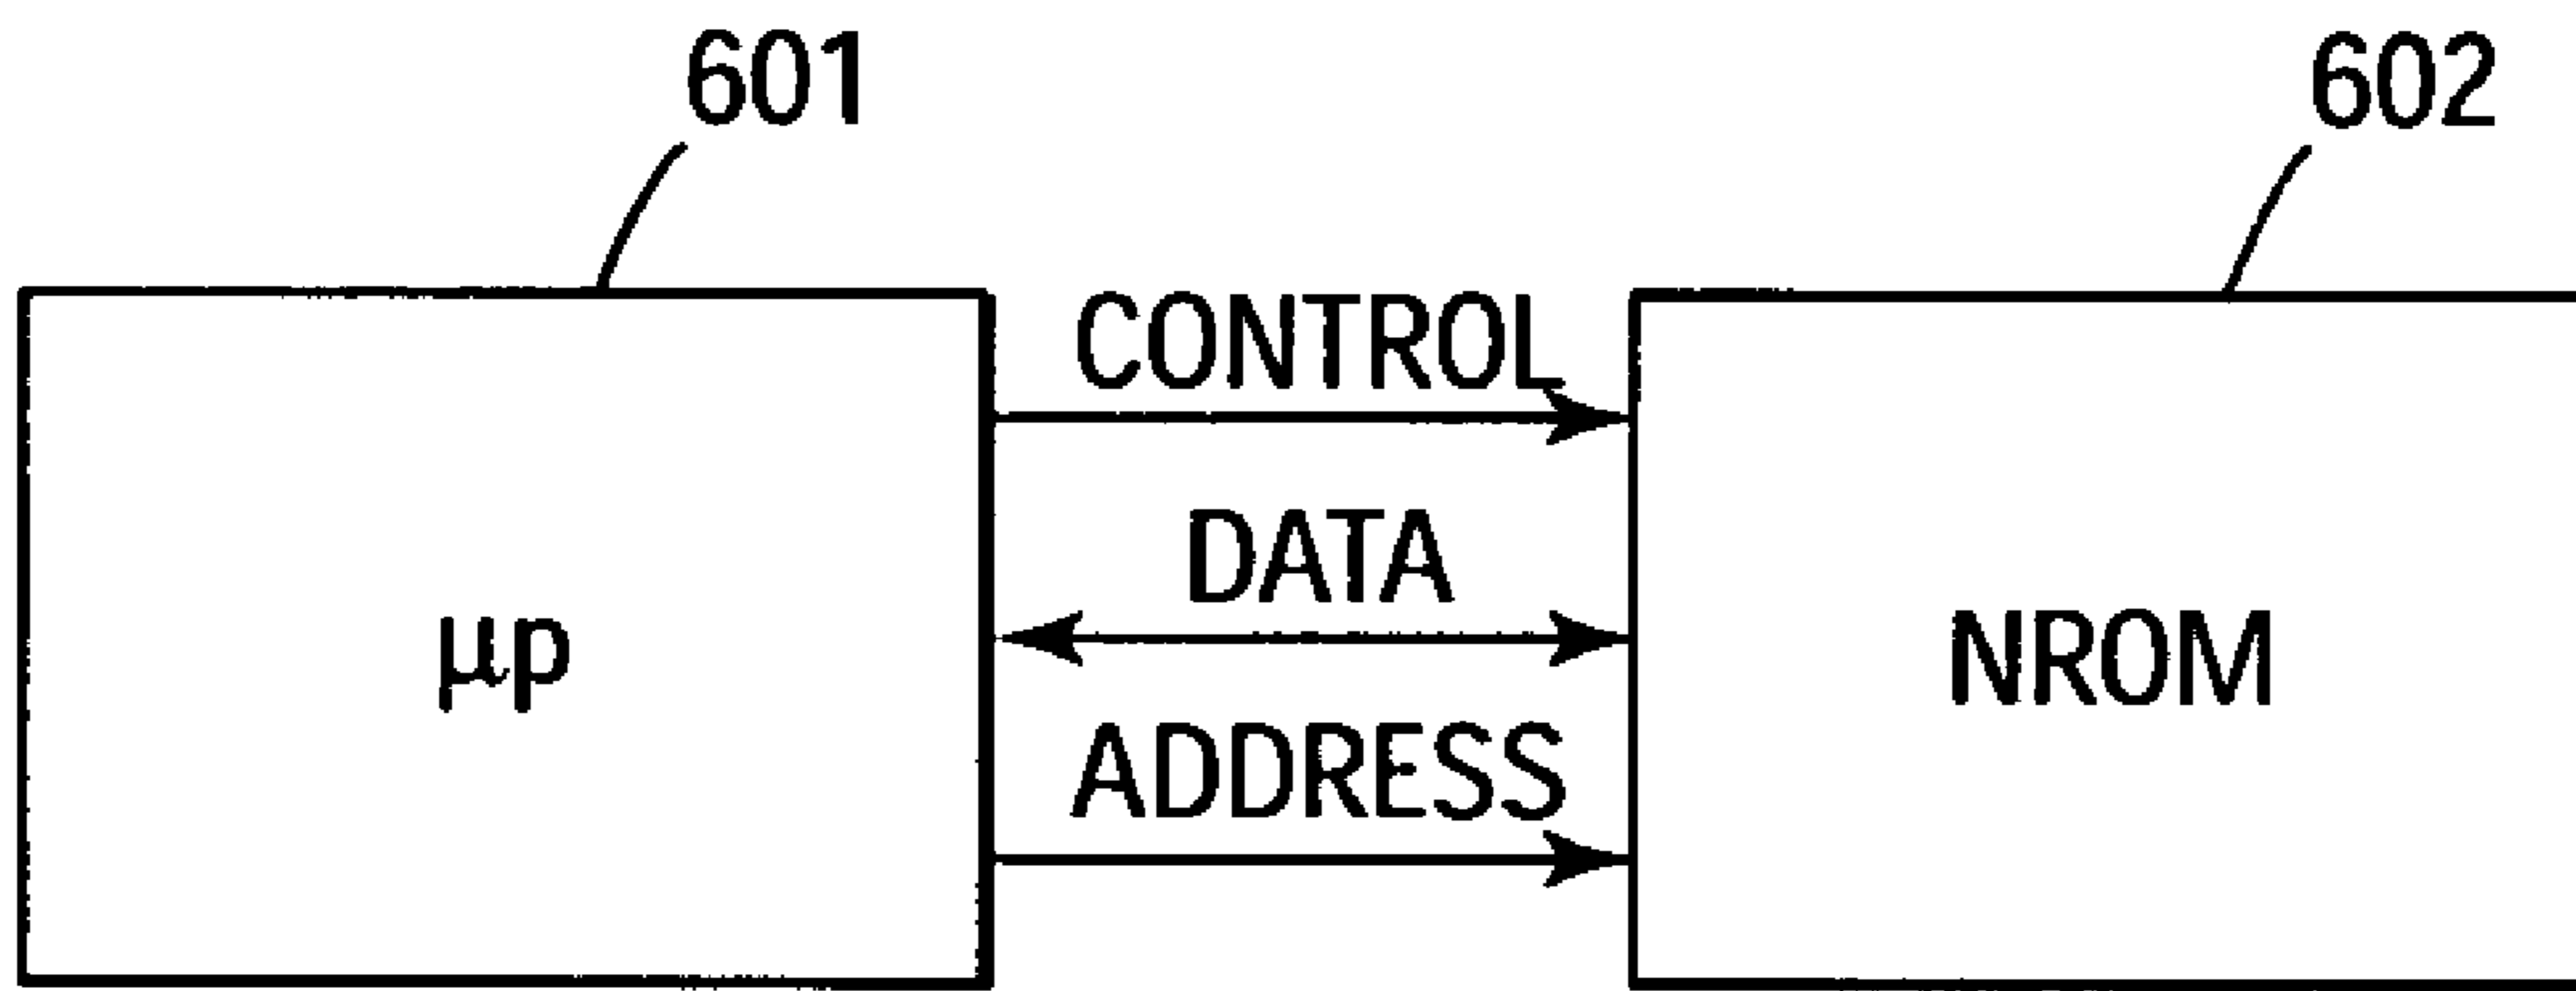 601
602
CONTROL
DATA
µp
NROM
ADDRESS